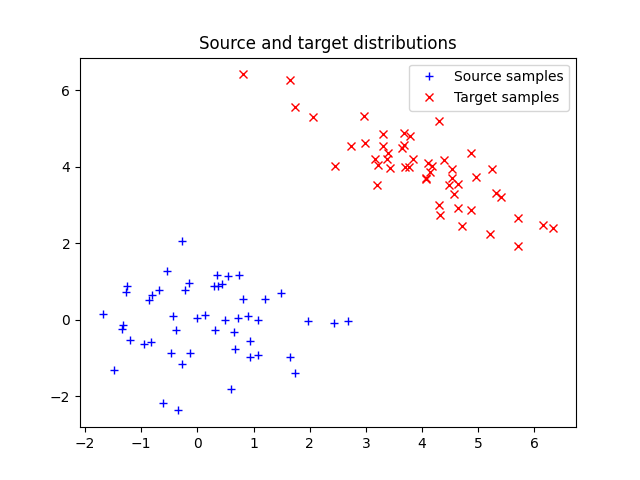 Source and target distributions
Source samples
Target samples
6
4
2
0
−2
−2 −1 0 1 2 3 4 5 6